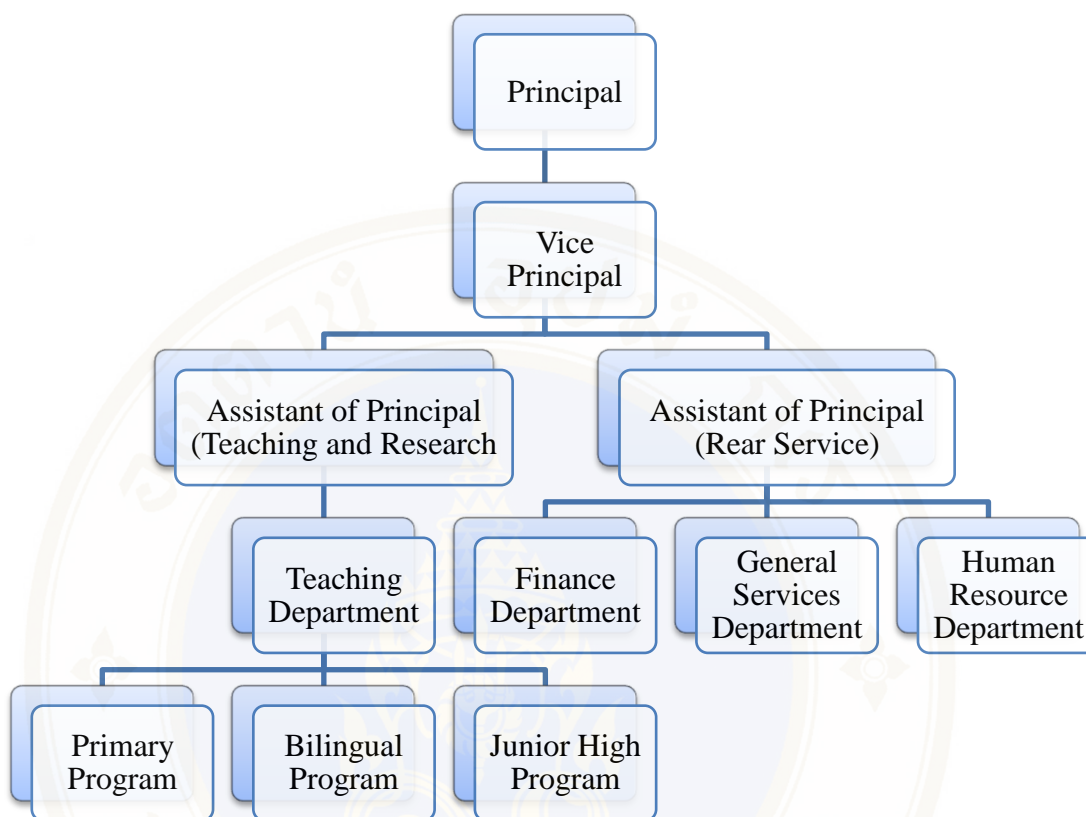 Principal
Vice
Principal
Assistant of Principal
(Teaching and Research
Assistant of Principal
(Rear Service)
Teaching
Department
Finance
Department
General
Services
Department
Human
Resource
Department
Primary
Program
Bilingual
Program
Junior High
Program